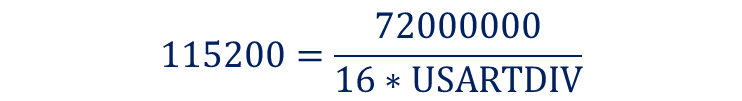 115200 = 72000000 / 16 ∗ USARTDIV